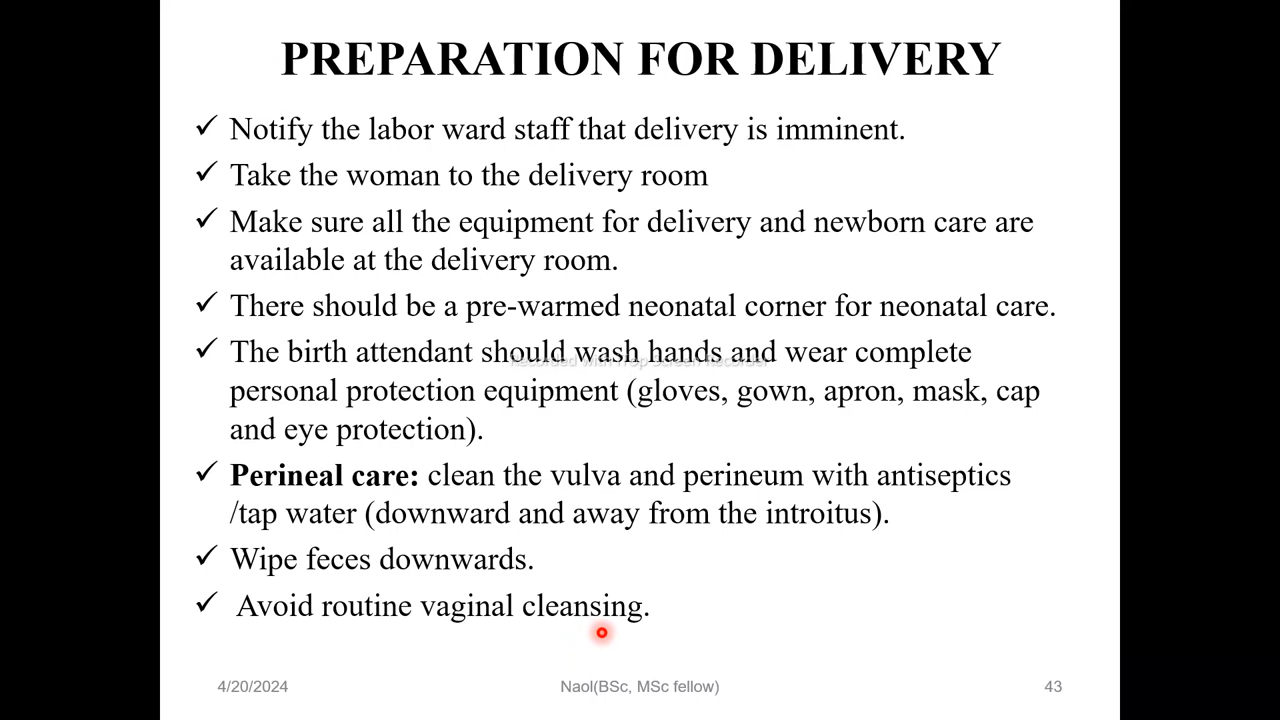 PREPARATION FOR DELIVERY
✓ Notify the labor ward staff that delivery is imminent.
✓ Take the woman to the delivery room
✓ Make sure all the equipment for delivery and newborn care are
available at the delivery room.
✓ There should be a pre-warmed neonatal corner for neonatal care.
✓ The birth attendant should wash hands and wear complete
Recorded with iTop Screen Recorder
personal protection equipment (gloves, gown, apron, mask, cap
and eye protection).
✓ Perineal care: clean the vulva and perineum with antiseptics
/tap water (downward and away from the introitus).
✓ Wipe feces downwards.
✓ Avoid routine vaginal cleansing.
4/20/2024
Naol(BSc, MSc fellow)
43